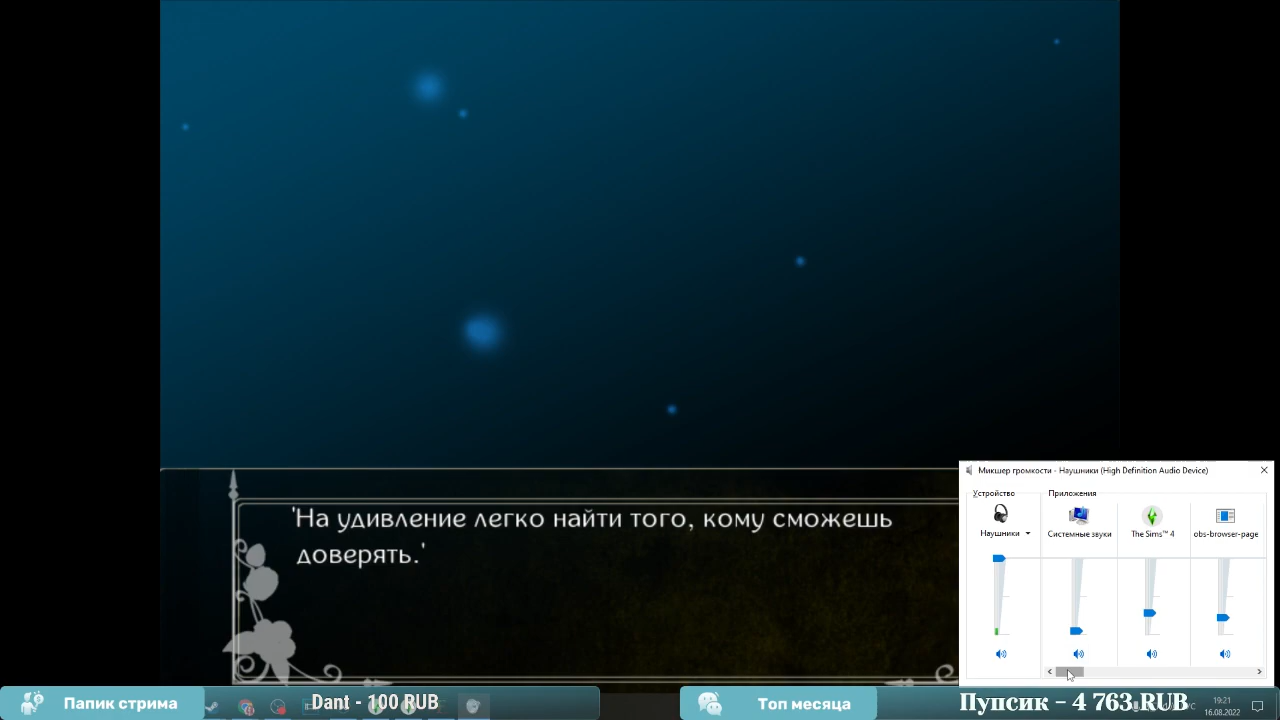 'На удивление легко найти того, кому сможешь
доверять.'
Микшер громкости - Наушники (High Definition Audio Device)
Устройство
Приложения
Наушники
Системные звуки
The Sims™ 4
obs-browser-page
Папик стрима
Dant - 100 RUB
Топ месяца
Пупсик - 4 763 RUB
19:21
16.08.2022